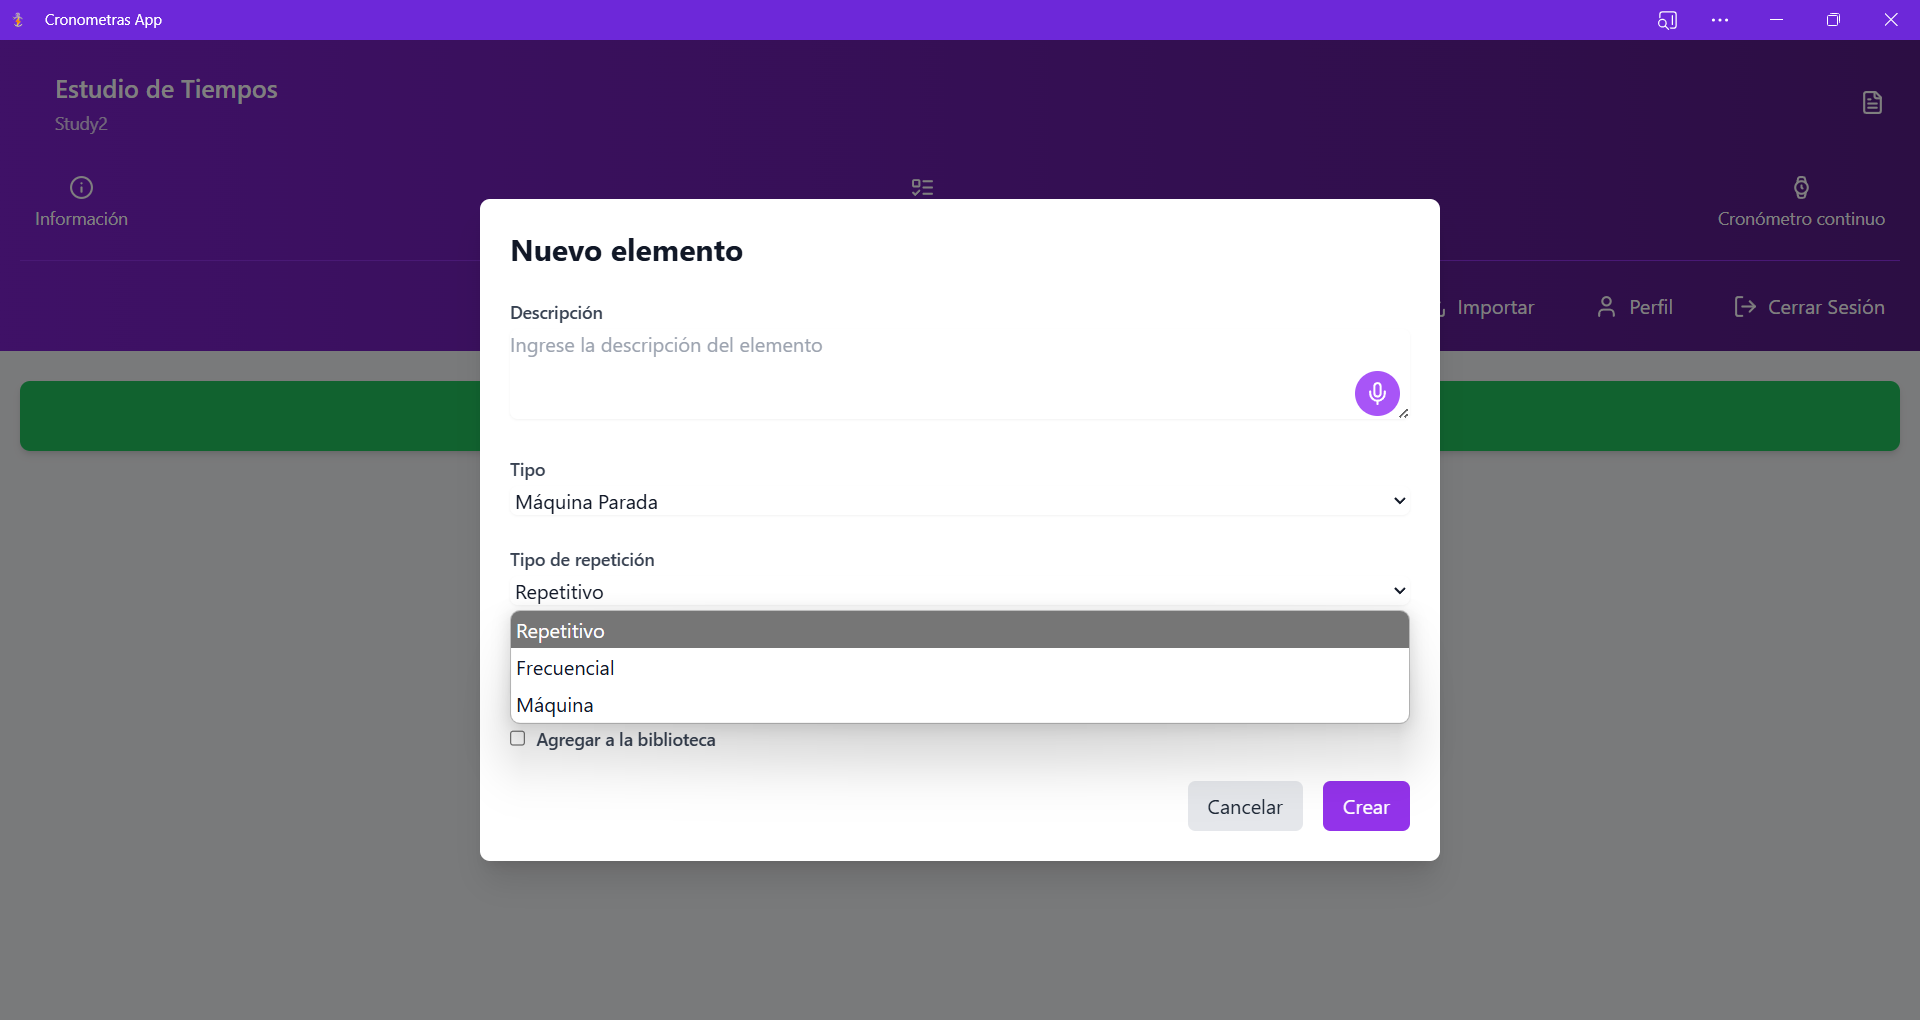 Cronometras App
Estudio de Tiempos
Study2
Información
Cronómetro continuo
Importar
Perfil
Cerrar Sesión
Nuevo elemento
Descripción
Ingrese la descripción del elemento
Tipo
Máquina Parada
Tipo de repetición
Repetitivo
Repetitivo
Frecuencial
Máquina
Agregar a la biblioteca
Cancelar
Crear